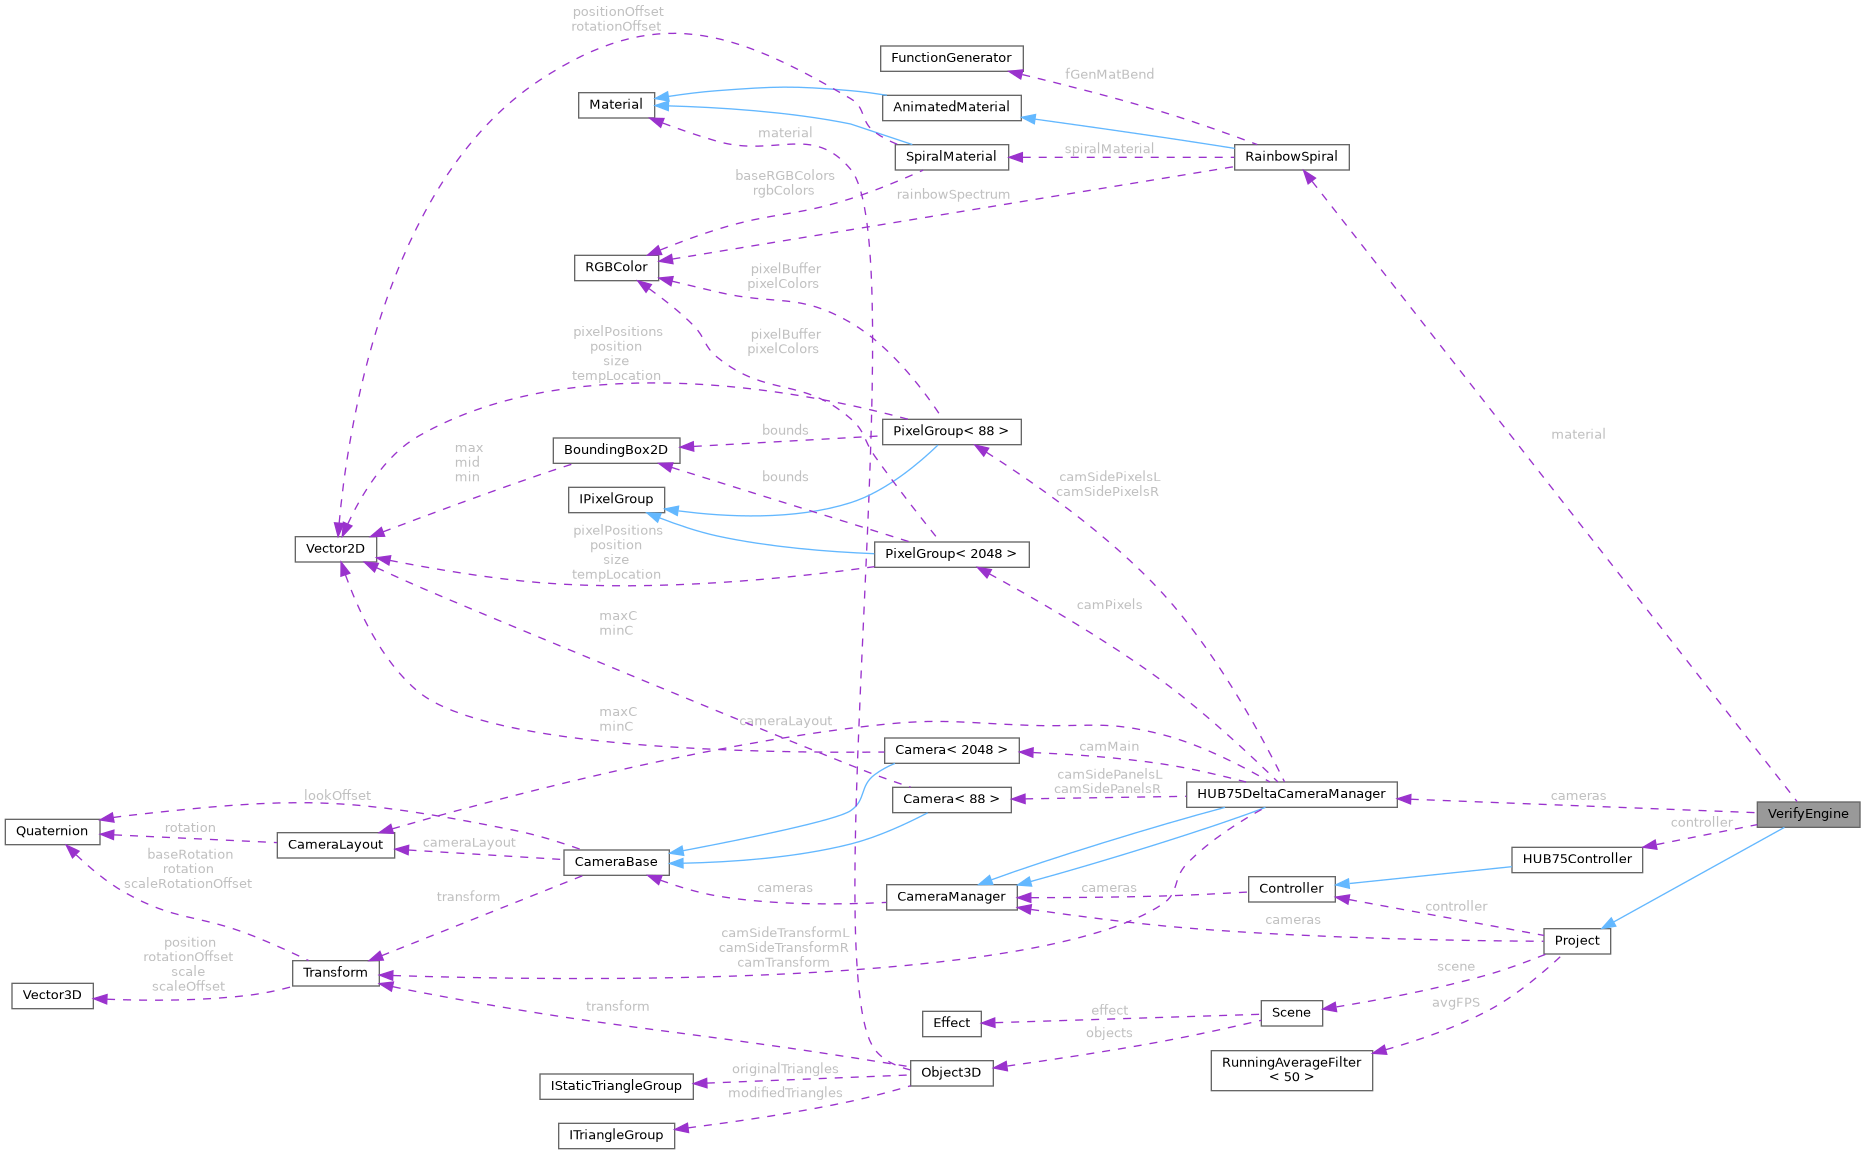 positionOffset
rotationOffset
FunctionGenerator
fGenMatBend
Material
AnimatedMaterial
material
SpiralMaterial
spiralMaterial
RainbowSpiral
baseRGBColors
rgbColors
rainbowSpectrum
RGBColor
pixelBuffer
pixelColors
pixelPositions
position
size
tempLocation
pixelBuffer
pixelColors
PixelGroup< 88 >
bounds
material
max
mid
min
BoundingBox2D
bounds
camSidePixelsL
camSidePixelsR
IPixelGroup
Vector2D
pixelPositions
position
size
tempLocation
PixelGroup< 2048 >
camPixels
maxC
minC
maxC
minC
cameraLayout
Camera< 2048 >
camMain
camSidePanelsL
camSidePanelsR
Camera< 88 >
HUB75DeltaCameraManager
cameras
VerifyEngine
lookOffset
Quaternion
rotation
CameraLayout
cameraLayout
CameraBase
controller
HUB75Controller
baseRotation
rotation
scaleRotationOffset
transform
cameras
CameraManager
cameras
Controller
controller
cameras
Project
camSideTransformL
camSideTransformR
camTransform
position
rotationOffset
scale
scaleOffset
Transform
Vector3D
scene
avgFPS
transform
Effect
effect
Scene
objects
Object3D
RunningAverageFilter
< 50 >
originalTriangles
IStaticTriangleGroup
modifiedTriangles
ITriangleGroup